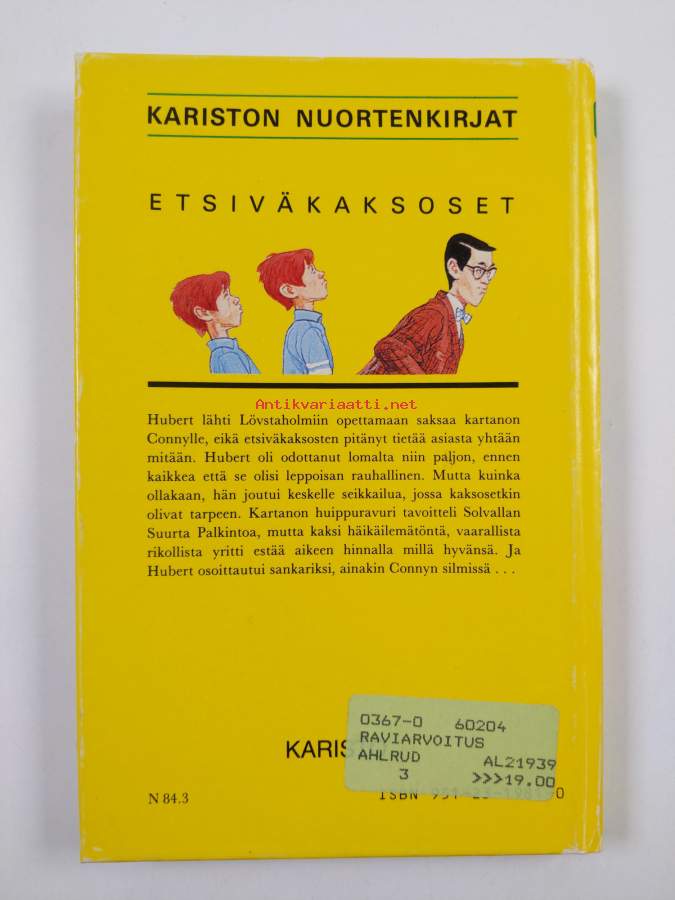 KARISTON NUORTENKIRJAT
ETSIVÄKAKSOSET
Antikvariaatti.net
Hubert lähti Lövstaholmiin opettamaan saksaa kartanon
Connylle, eikä etsiväkaksosten pitänyt tietää asiasta yhtään
mitään. Hubert oli odottanut lomalta niin paljon, ennen
kaikkea että se olisi leppoisan rauhallinen. Mutta kuinka
ollakaan, hän joutui keskelle seikkailua, jossa kaksosetkin
olivat tarpeen. Kartanon huippuravuri tavoitteli Solvallan
Suurta Palkintoa, mutta kaksi häikäilemätöntä, vaarallista
rikollista yritti estää aikeen hinnalla millä hyvänsä. Ja
Hubert osoittautui sankariksi, ainakin Connyn silmissä . . .
0367-0 60204
RAVIARVOITUS
AHLRUD AL21939
3 >>>19.00
KARIS
N 84.3
ISBN